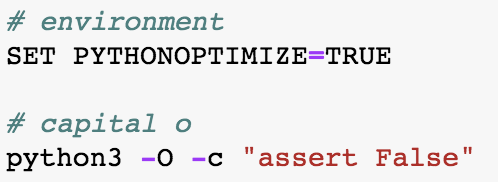 # environment
SET PYTHONOPTIMIZE=TRUE
# capital o
python3 -O -c "assert False"